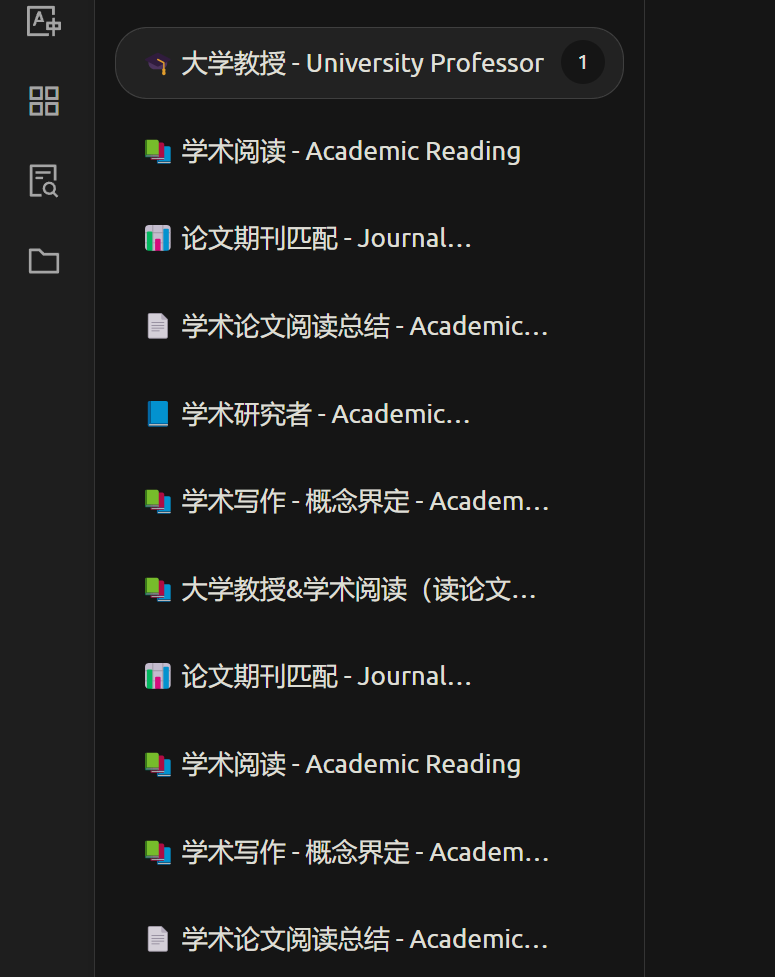 大学教授 - University Professor 1
学术阅读 - Academic Reading
论文期刊匹配 - Journal…
学术论文阅读总结 - Academic…
学术研究者 - Academic…
学术写作 - 概念界定 - Academ…
大学教授&学术阅读（读论文…
论文期刊匹配 - Journal…
学术阅读 - Academic Reading
学术写作 - 概念界定 - Academ…
学术论文阅读总结 - Academic…